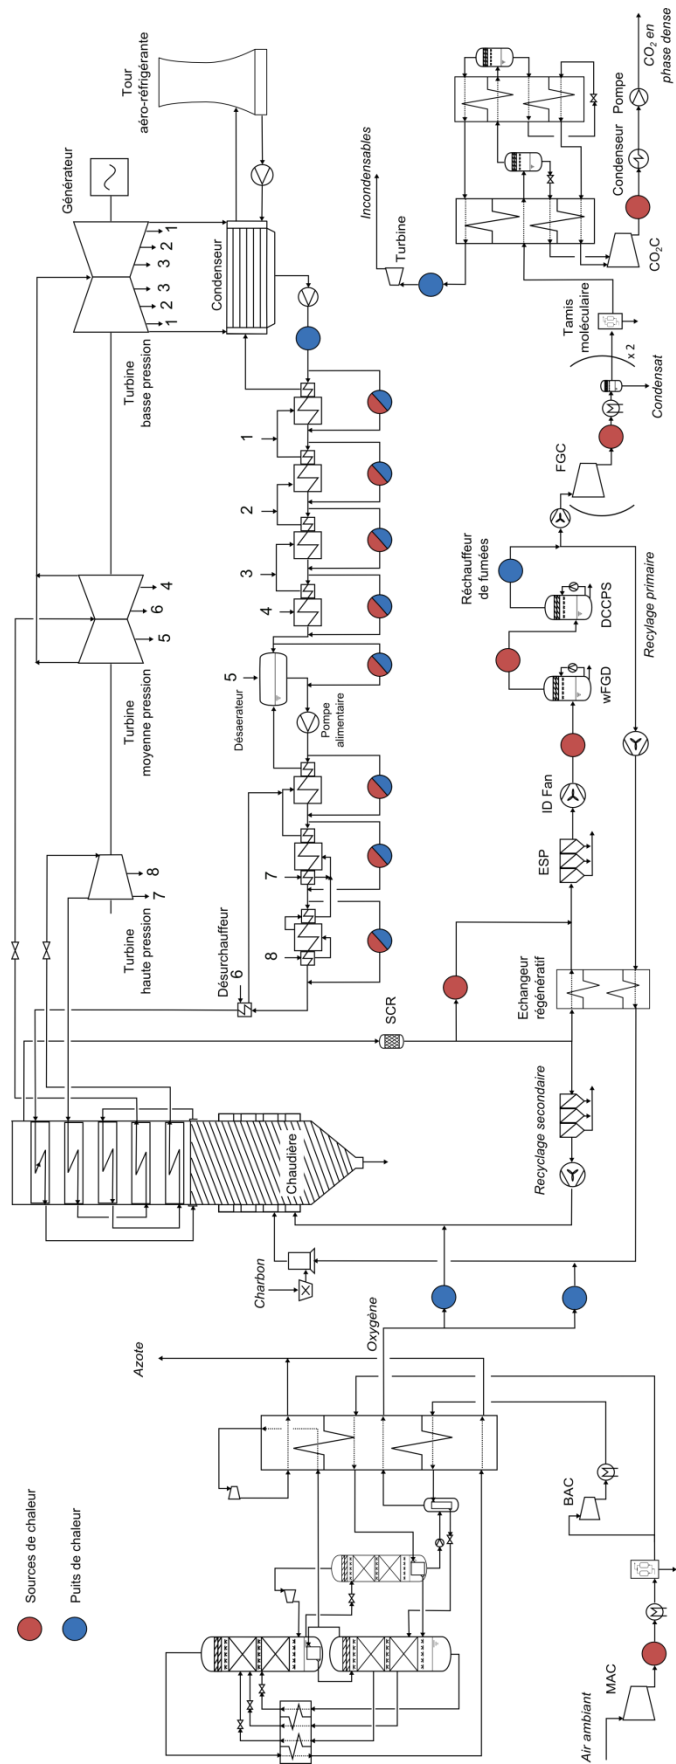 Tour
aéro-réfrigérante
Générateur
1
2
3
3
2
1
Turbine
basse pression
4
6
5
Turbine
moyenne pression
8
7
Turbine
haute pression
Condenseur
1
2
3
4
5
Désaerateur
Pompe
alimentaire
7
8
Désurchauffeur
6
SCR
Chaudière
Charbon
Incondensables
Turbine
CO₂ en
phase dense
Pompe
Condenseur
CO₂C
Tamis
moléculaire
x 2
Condensat
FGC
Réchauffeur
de fumées
DCCPS
wFGD
ID Fan
ESP
Echangeur
régénératif
Recylage primaire
Recyclage secondaire
Oxygène
Azote
BAC
MAC
Air ambiant
Sources de chaleur
Puits de chaleur